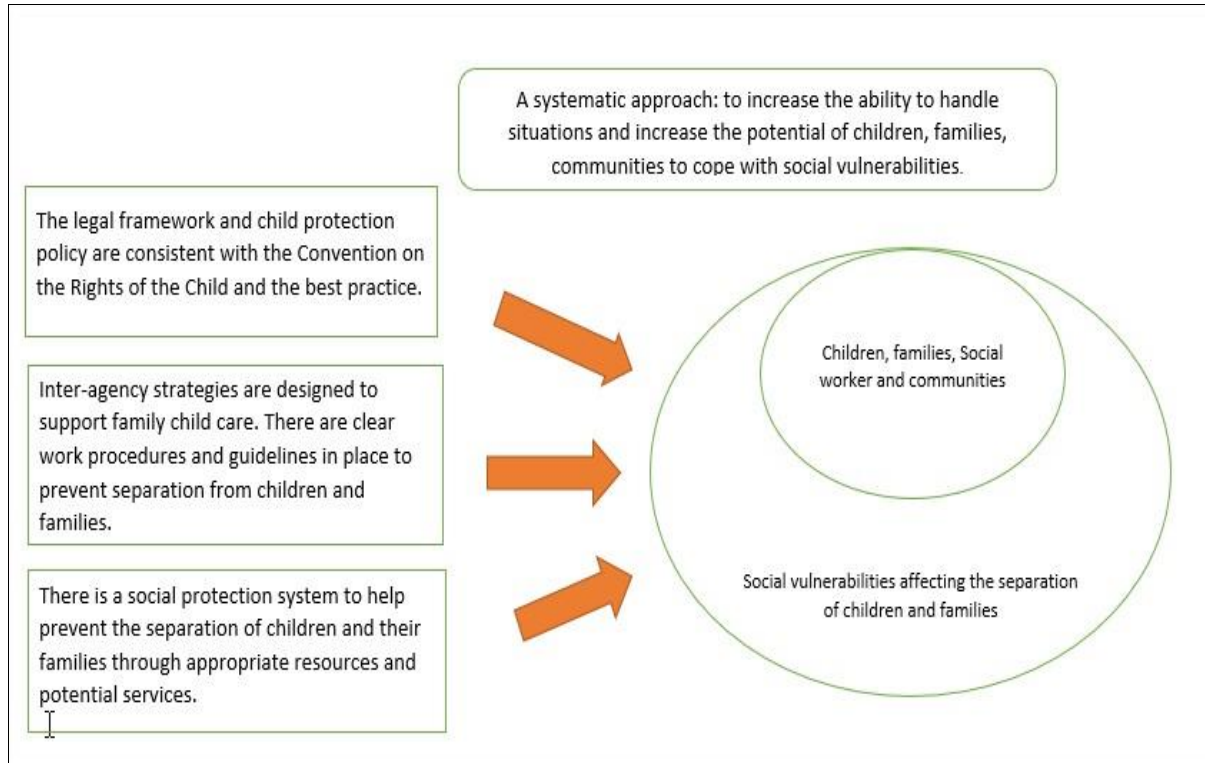 A systematic approach: to increase the ability to handle
situations and increase the potential of children, families,
communities to cope with social vulnerabilities.
The legal framework and child protection
policy are consistent with the Convention on
the Rights of the Child and the best practice.
Inter-agency strategies are designed to
support family child care. There are clear
work procedures and guidelines in place to
prevent separation from children and
families.
There is a social protection system to help
prevent the separation of children and their
families through appropriate resources and
potential services.
Children, families, Social
worker and communities
Social vulnerabilities affecting the separation
of children and families